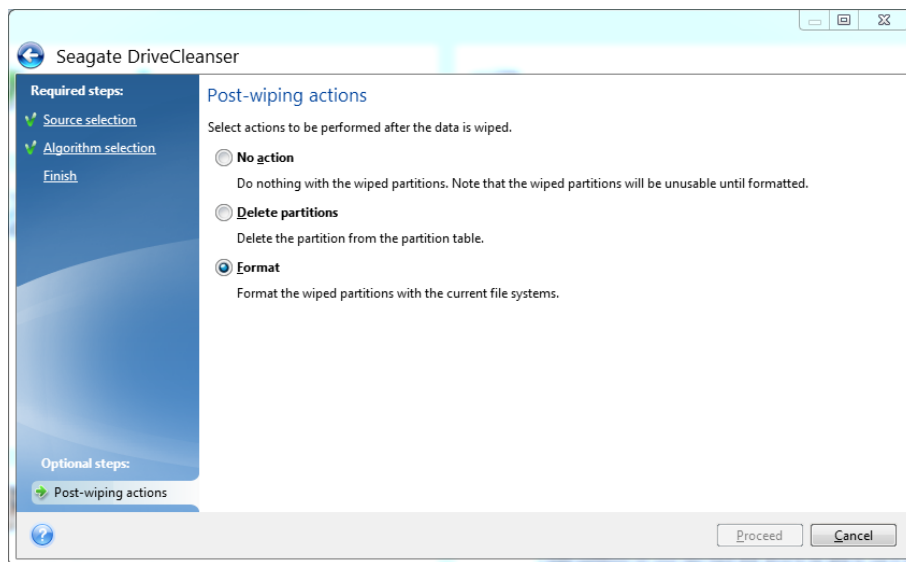 Seagate DriveCleanser
Required steps:
Source selection
Algorithm selection
Finish
Optional steps:
Post-wiping actions
Post-wiping actions
Select actions to be performed after the data is wiped.
No action
Do nothing with the wiped partitions. Note that the wiped partitions will be unusable until formatted.
Delete partitions
Delete the partition from the partition table.
Format
Format the wiped partitions with the current file systems.
Proceed
Cancel